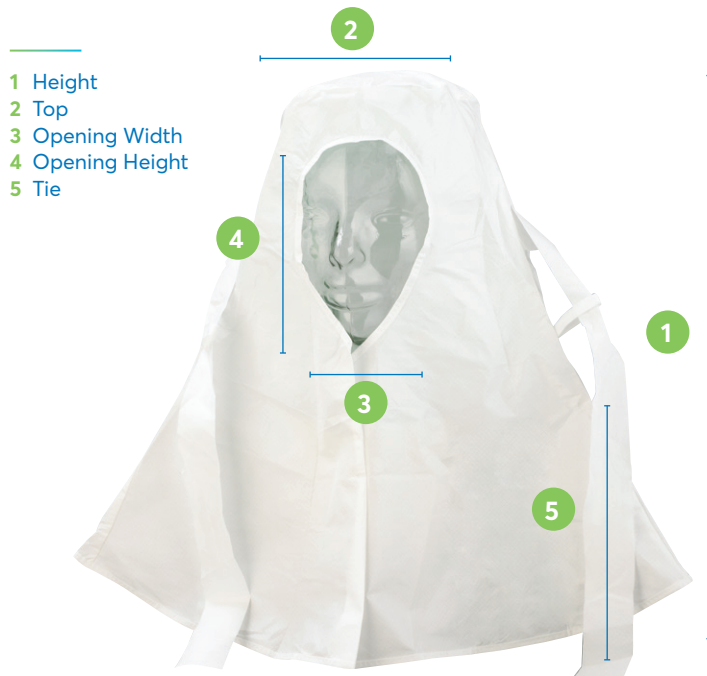 1 Height
2 Top
3 Opening Width
4 Opening Height
5 Tie
2
4
1
3
5